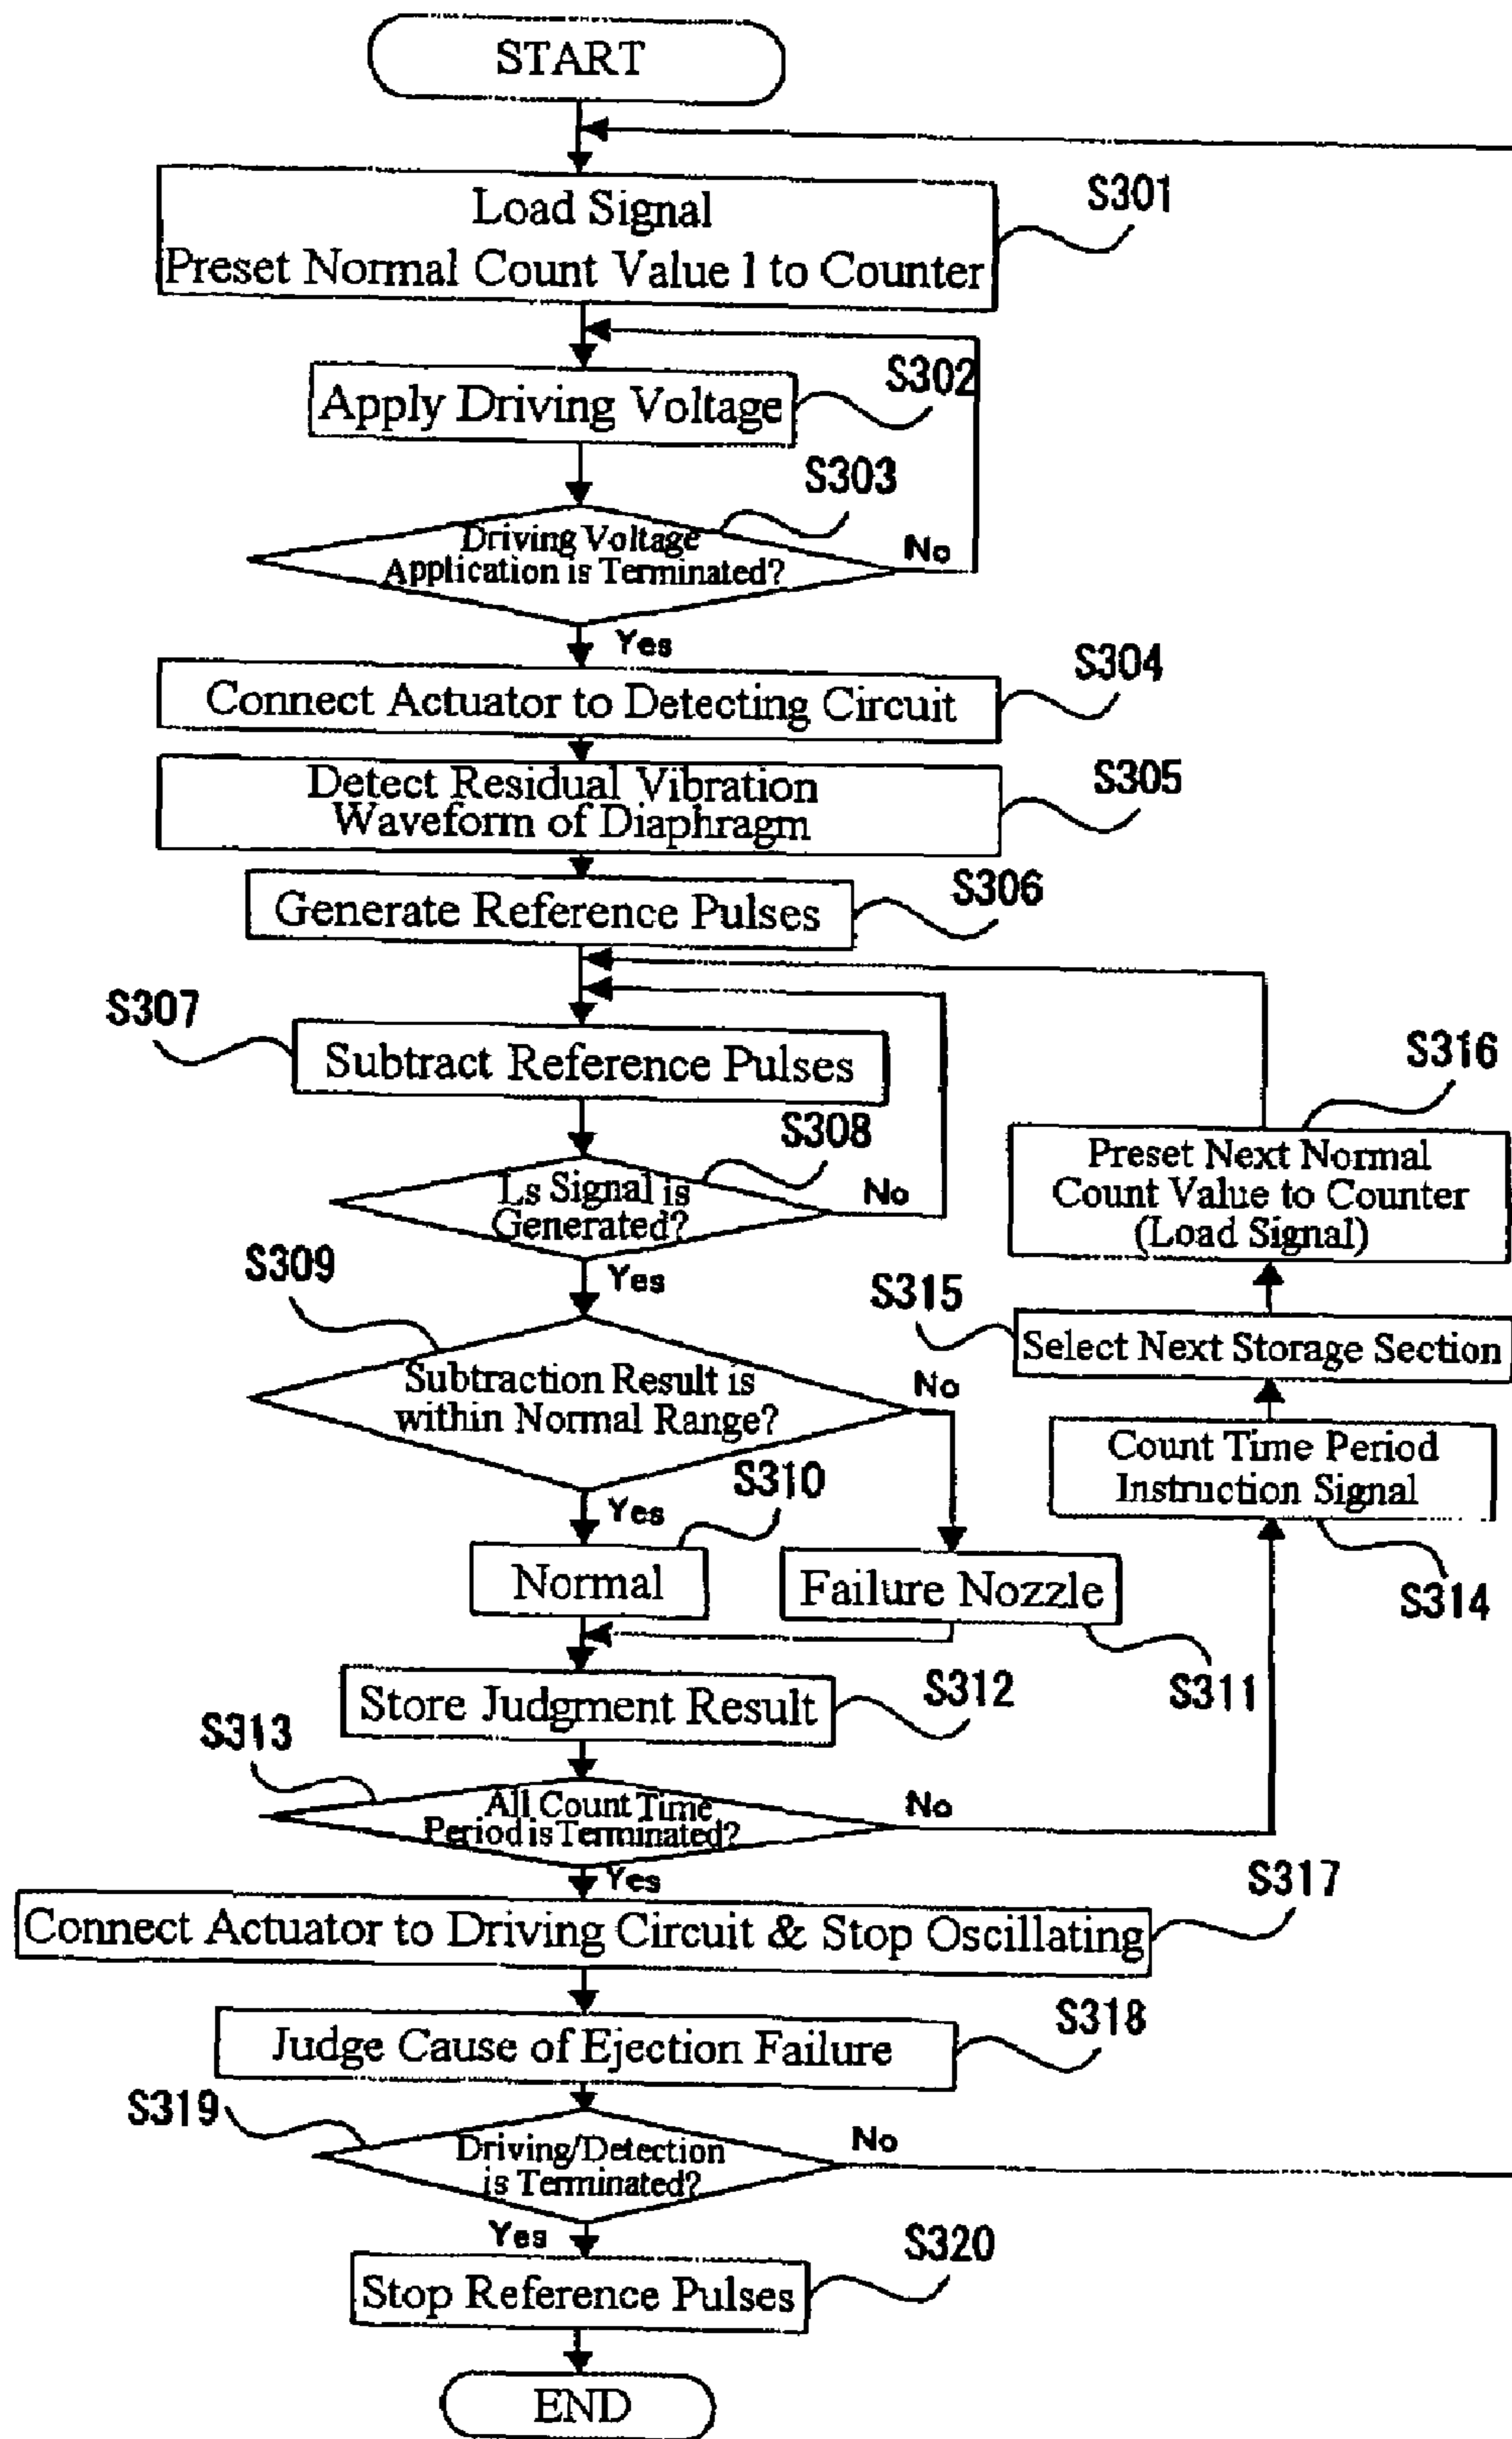 START
Load Signal
Preset Normal Count Value 1 to Counter
S301
Apply Driving Voltage
S302
Driving Voltage
Application is Terminated?
S303
No
Yes
Connect Actuator to Detecting Circuit
S304
Detect Residual Vibration
Waveform of Diaphragm
S305
Generate Reference Pulses
S306
S307
Subtract Reference Pulses
S308
Ls Signal is
Generated?
No
Yes
S309
Subtraction Result is
within Normal Range?
No
Yes
S310
Normal
Failure Nozzle
S311
Store Judgment Result
S312
S313
All Count Time
Period is Terminated?
No
Yes
S316
Preset Next Normal
Count Value to Counter
(Load Signal)
S315
Select Next Storage Section
Count Time Period
Instruction Signal
S314
Connect Actuator to Driving Circuit & Stop Oscillating
S317
Judge Cause of Ejection Failure
S318
S319
Driving/Detection
is Terminated?
No
Yes
Stop Reference Pulses
S320
END